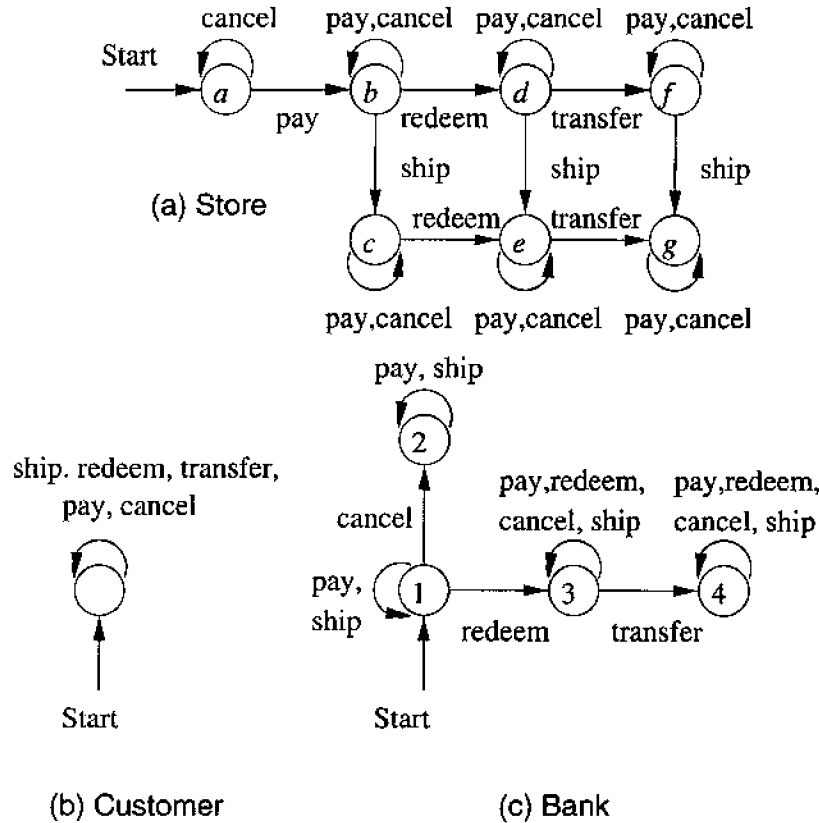 cancel pay,cancel pay,cancel pay,cancel
Start
a b d f
pay redeem transfer
ship ship ship
(a) Store
redeem transfer
c e g
pay,cancel pay,cancel pay,cancel
pay, ship
2
ship. redeem, transfer,
pay, cancel
pay,redeem,
cancel, ship
pay,redeem,
cancel, ship
cancel
pay,
ship
1 3 4
redeem transfer
Start Start
(b) Customer (c) Bank